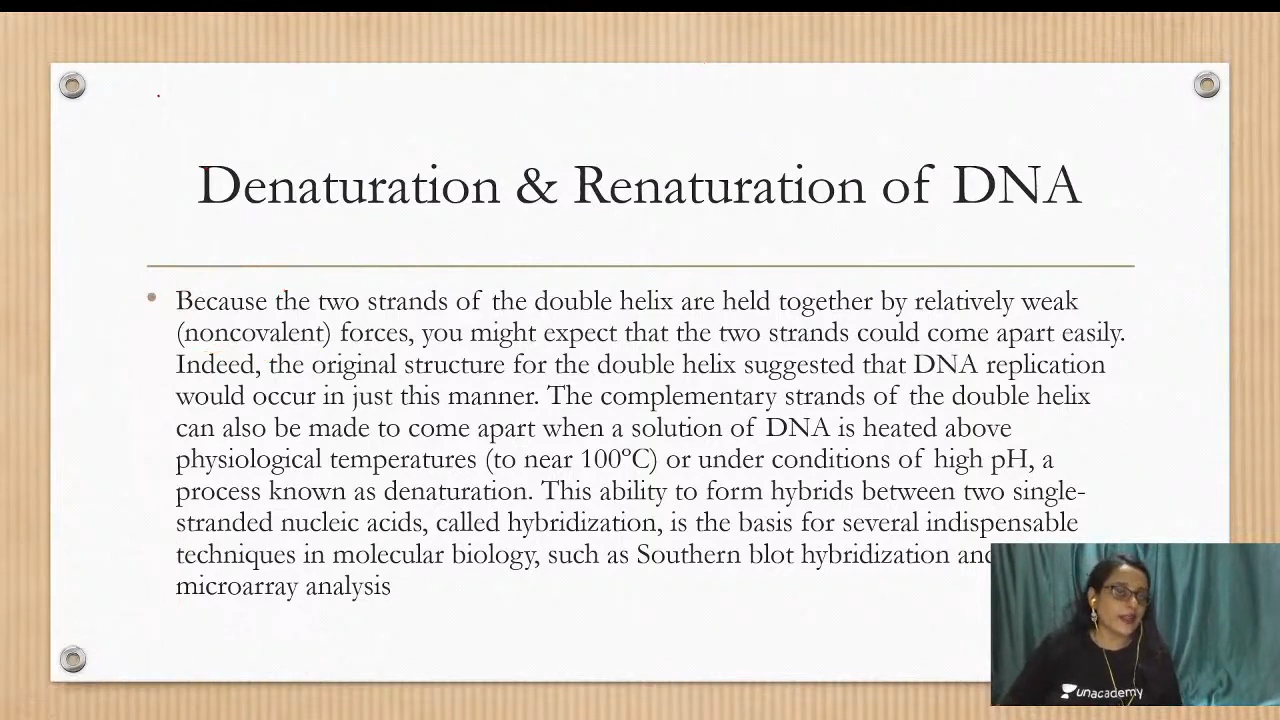 Denaturation & Renaturation of DNA
• Because the two strands of the double helix are held together by relatively weak
(noncovalent) forces, you might expect that the two strands could come apart easily.
Indeed, the original structure for the double helix suggested that DNA replication
would occur in just this manner. The complementary strands of the double helix
can also be made to come apart when a solution of DNA is heated above
physiological temperatures (to near 100ºC) or under conditions of high pH, a
process known as denaturation. This ability to form hybrids between two single-
stranded nucleic acids, called hybridization, is the basis for several indispensable
techniques in molecular biology, such as Southern blot hybridization and
microarray analysis
unacademy